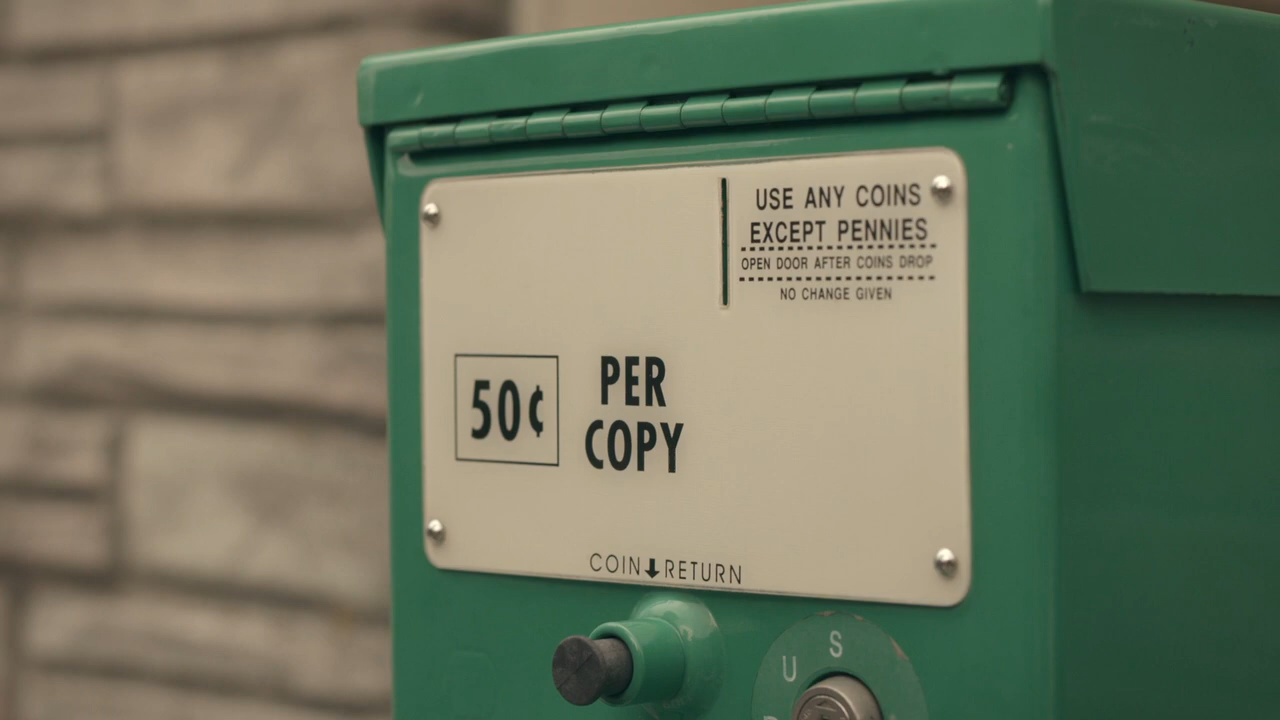 USE ANY COINS
EXCEPT PENNIES
OPEN DOOR AFTER COINS DROP
NO CHANGE GIVEN
50¢
PER
COPY
COIN RETURN
U S